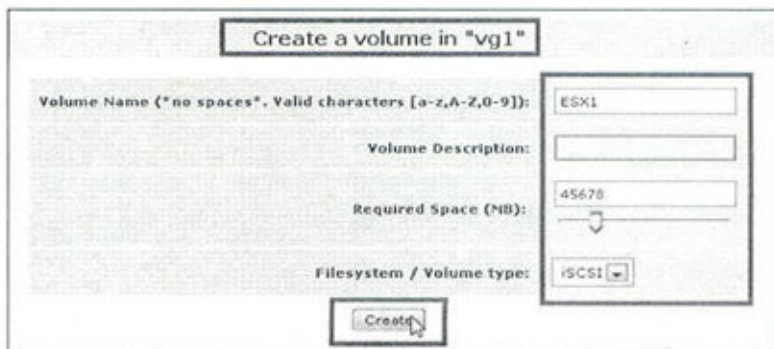 Create a volume in "vg1"
Volume Name (*no spaces*. Valid characters [a-z,A-Z,0-9]): ESX1
Volume Description:
Required Space (MB): 45678
Filesystem / Volume type: iSCSI
Create